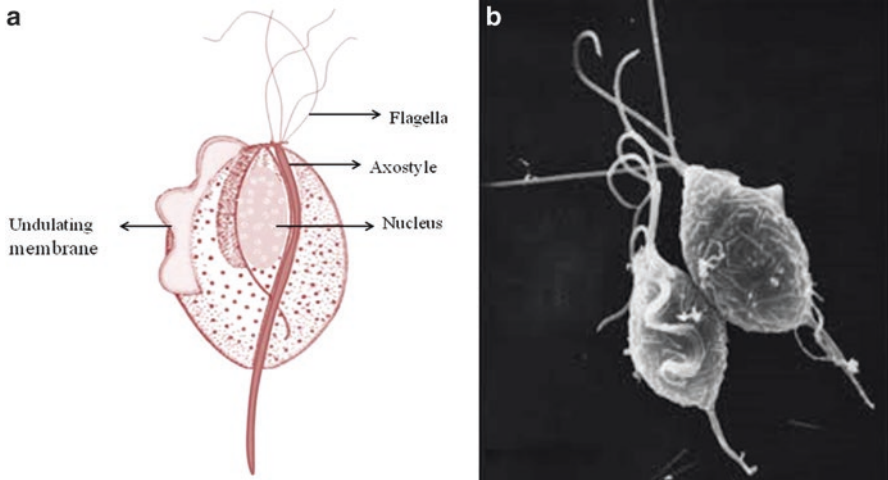 a
b
Flagella
Axostyle
Nucleus
Undulating
membrane